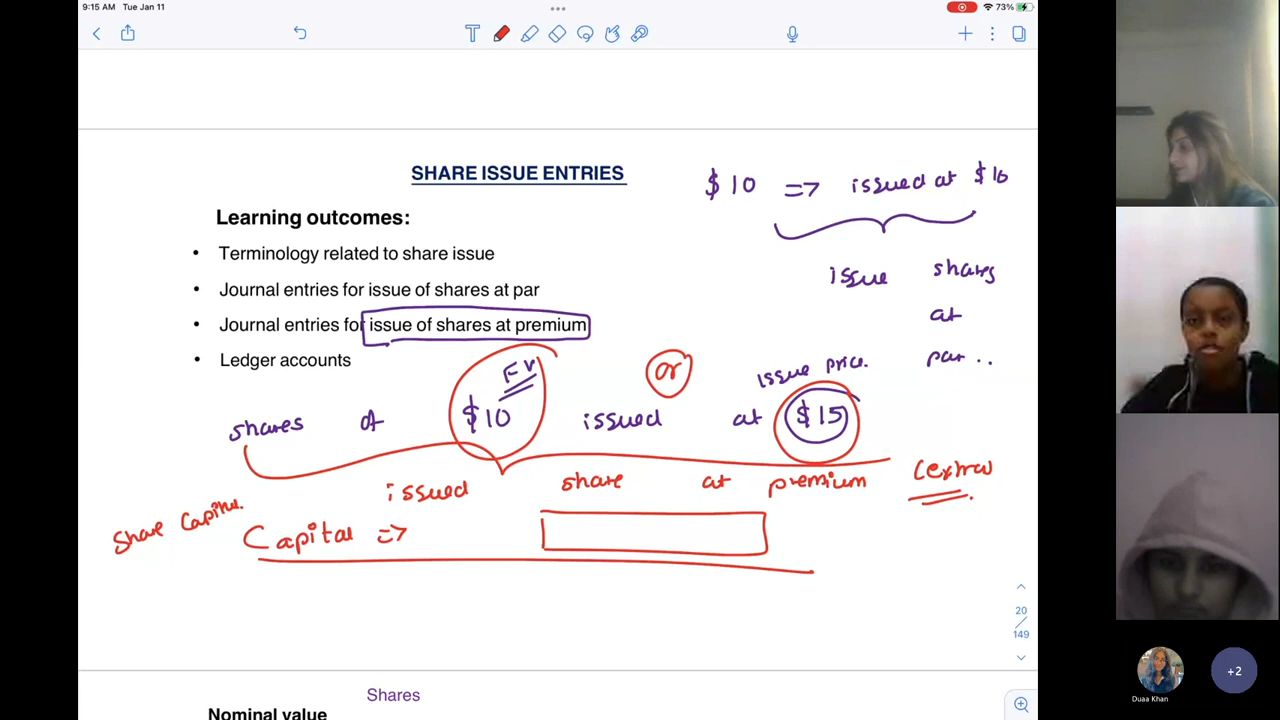 9:15 AM Tue Jan 11
73%
SHARE ISSUE ENTRIES
$10 => issued at $10
Learning outcomes:
• Terminology related to share issue
issue shares
• Journal entries for issue of shares at par
at
• Journal entries for issue of shares at premium
par ..
• Ledger accounts
FV
or
issue price.
shares of $10 issued at $15
issued share at premium (extra)
Share Capital.
Capital =>
20
149
Shares
Nominal value
Duaa Khan
+2